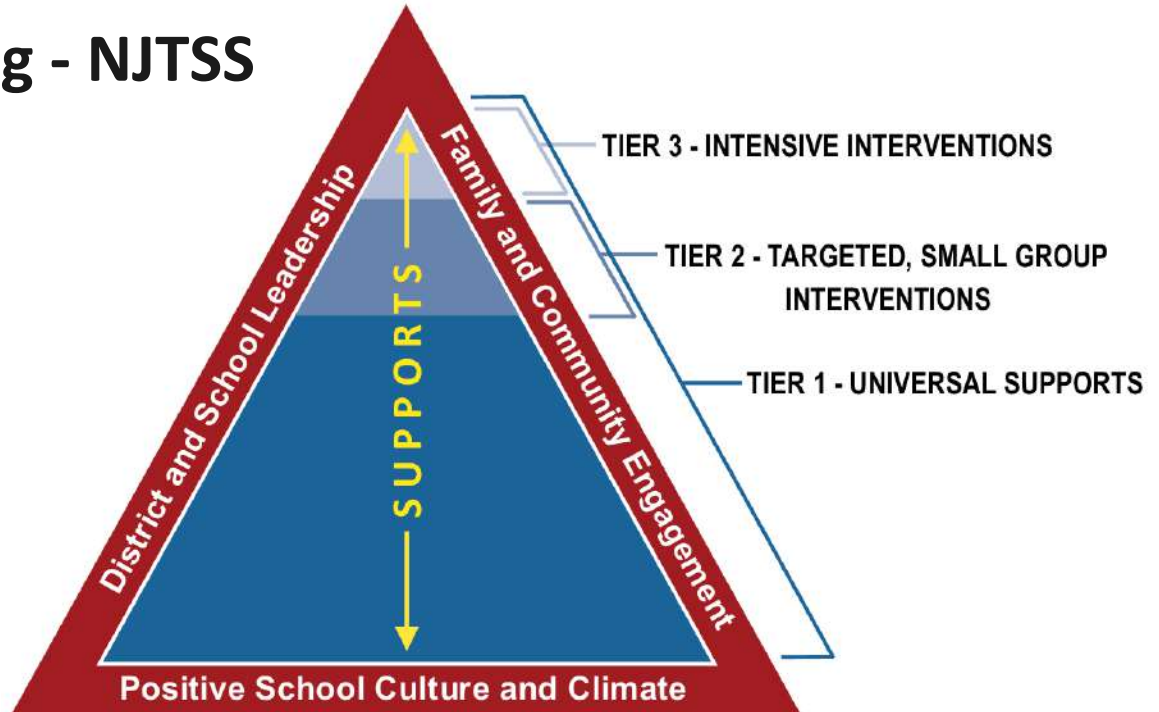 g - NJTSS
TIER 3 - INTENSIVE INTERVENTIONS
TIER 2 - TARGETED, SMALL GROUP
INTERVENTIONS
TIER 1 - UNIVERSAL SUPPORTS
District and School Leadership
SUPPORTS
Family and Community Engagement
Positive School Culture and Climate